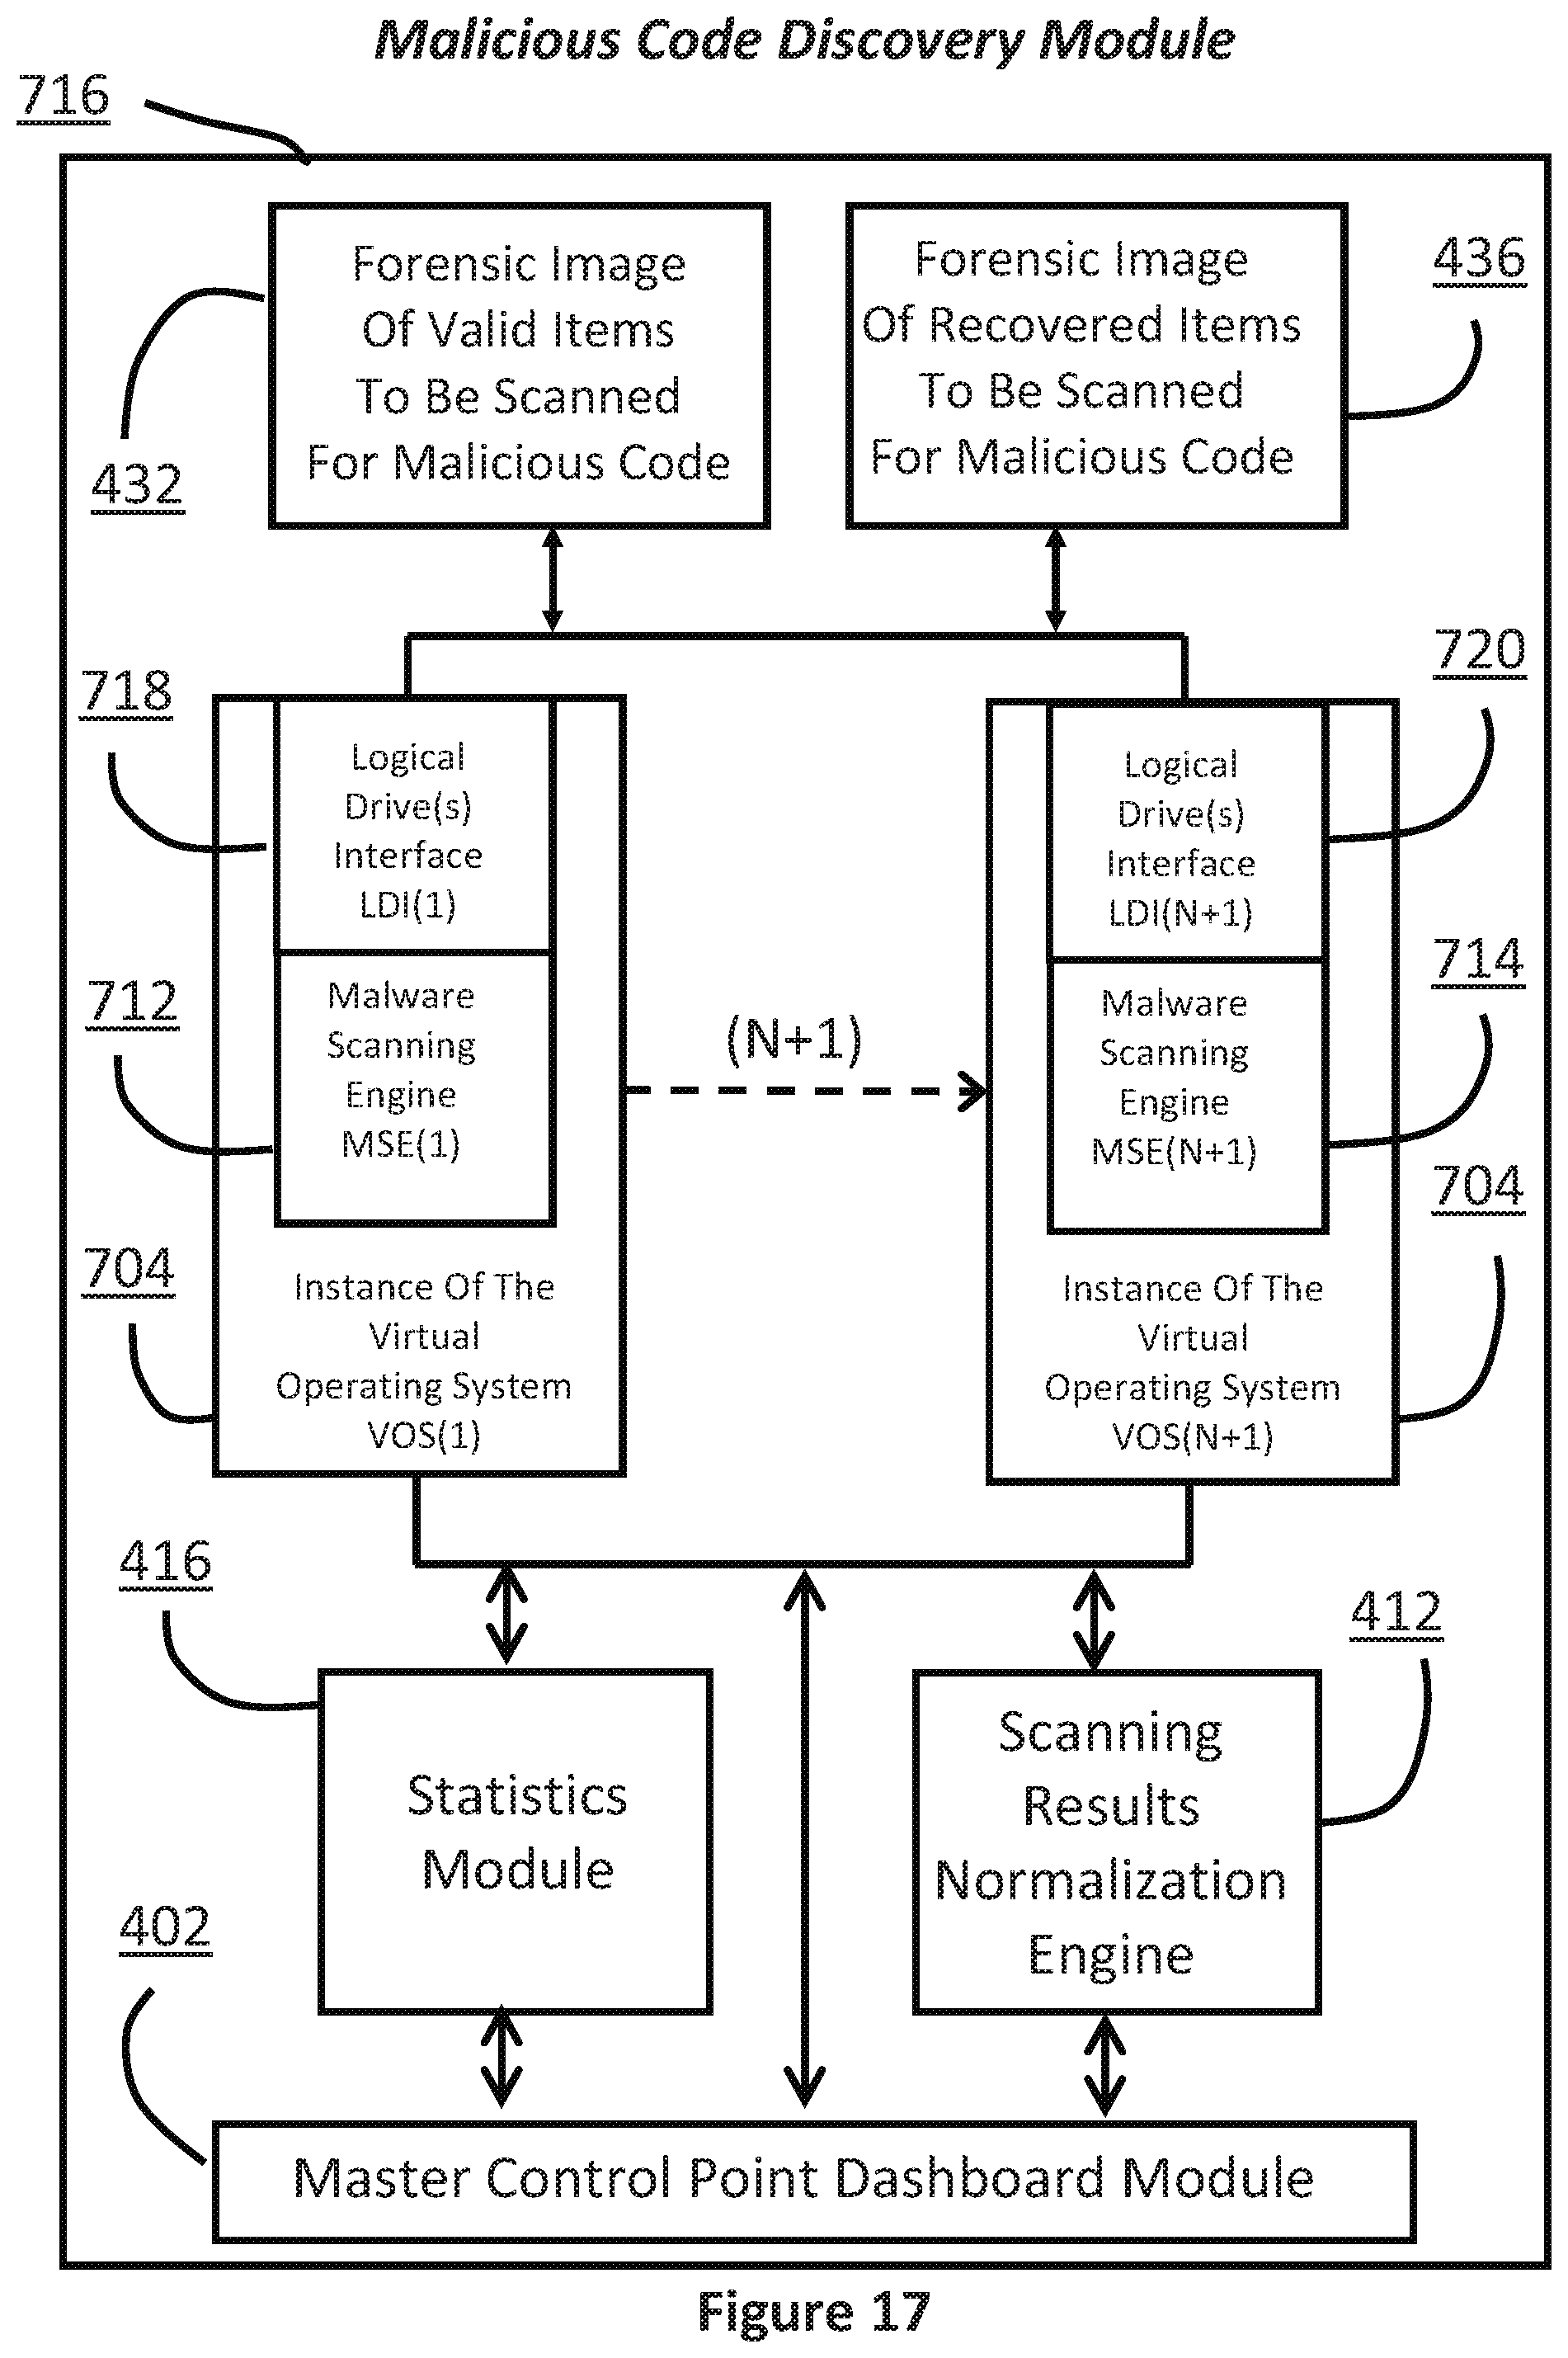 Malicious Code Discovery Module
716
Forensic Image
Of Valid Items
To Be Scanned
For Malicious Code
432
Forensic Image
Of Recovered Items
To Be Scanned
For Malicious Code
436
718
Logical
Drive(s)
Interface
LDI(1)
712
Malware
Scanning
Engine
MSE(1)
704
Instance Of The
Virtual
Operating System
VOS(1)
(N+1)
720
Logical
Drive(s)
Interface
LDI(N+1)
714
Malware
Scanning
Engine
MSE(N+1)
704
Instance Of The
Virtual
Operating System
VOS(N+1)
416
Statistics
Module
412
Scanning
Results
Normalization
Engine
402
Master Control Point Dashboard Module
Figure 17